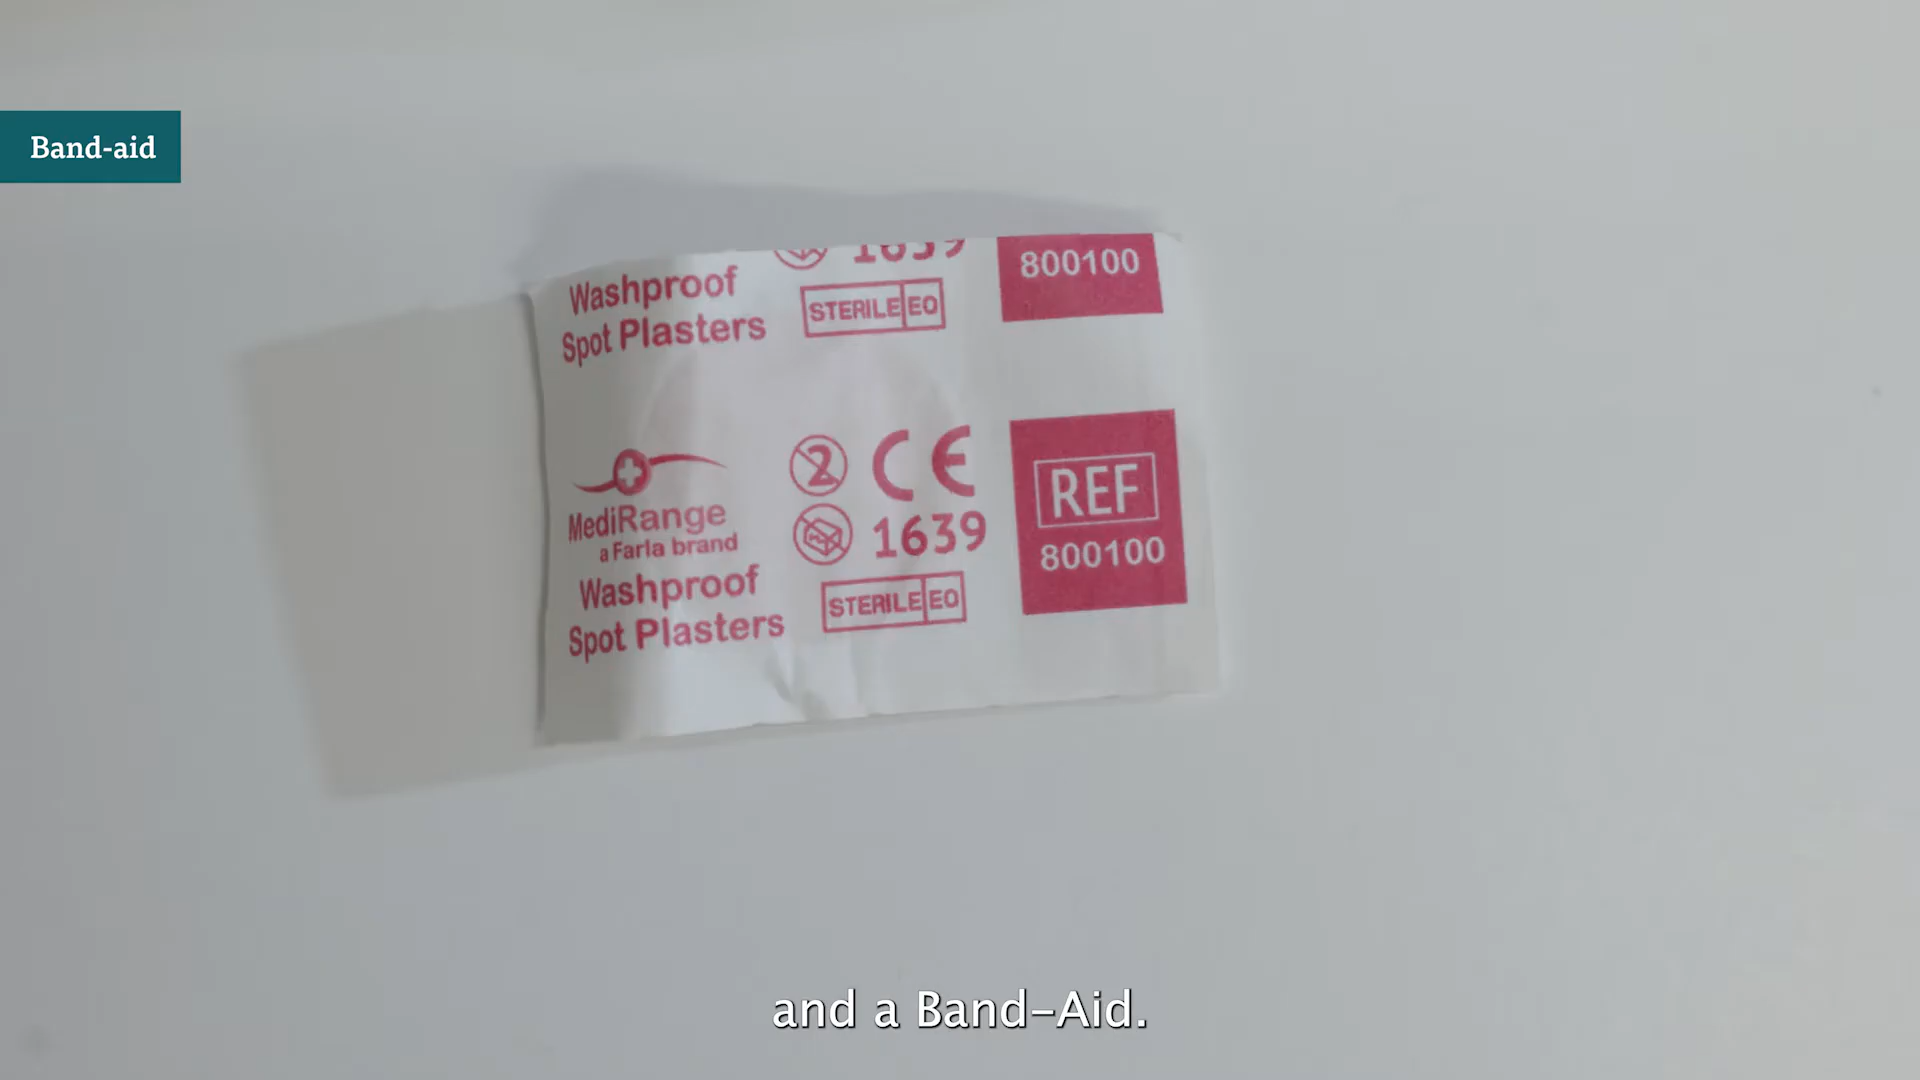 Band-aid
1639
800100
Washproof
Spot Plasters
STERILE EO
2 CE
MediRange
a Farla brand
1639
REF
800100
Washproof
Spot Plasters
STERILE EO
and a Band-Aid.